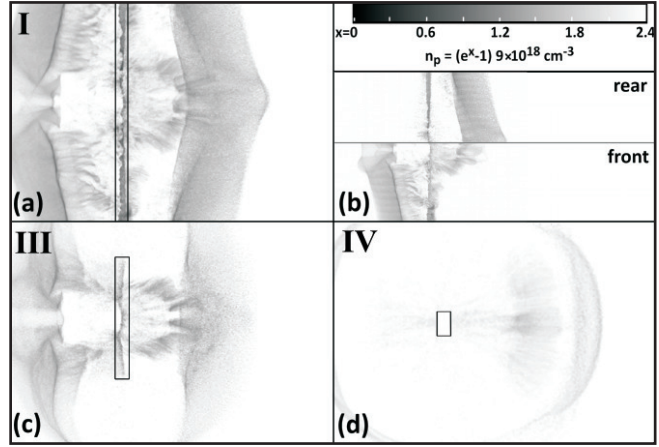 I
(a)
x=0 0.6 1.2 1.8 2.4
n_p = (e^x-1) 9×10^18 cm^-3
rear
front
(b)
III
(c)
IV
(d)